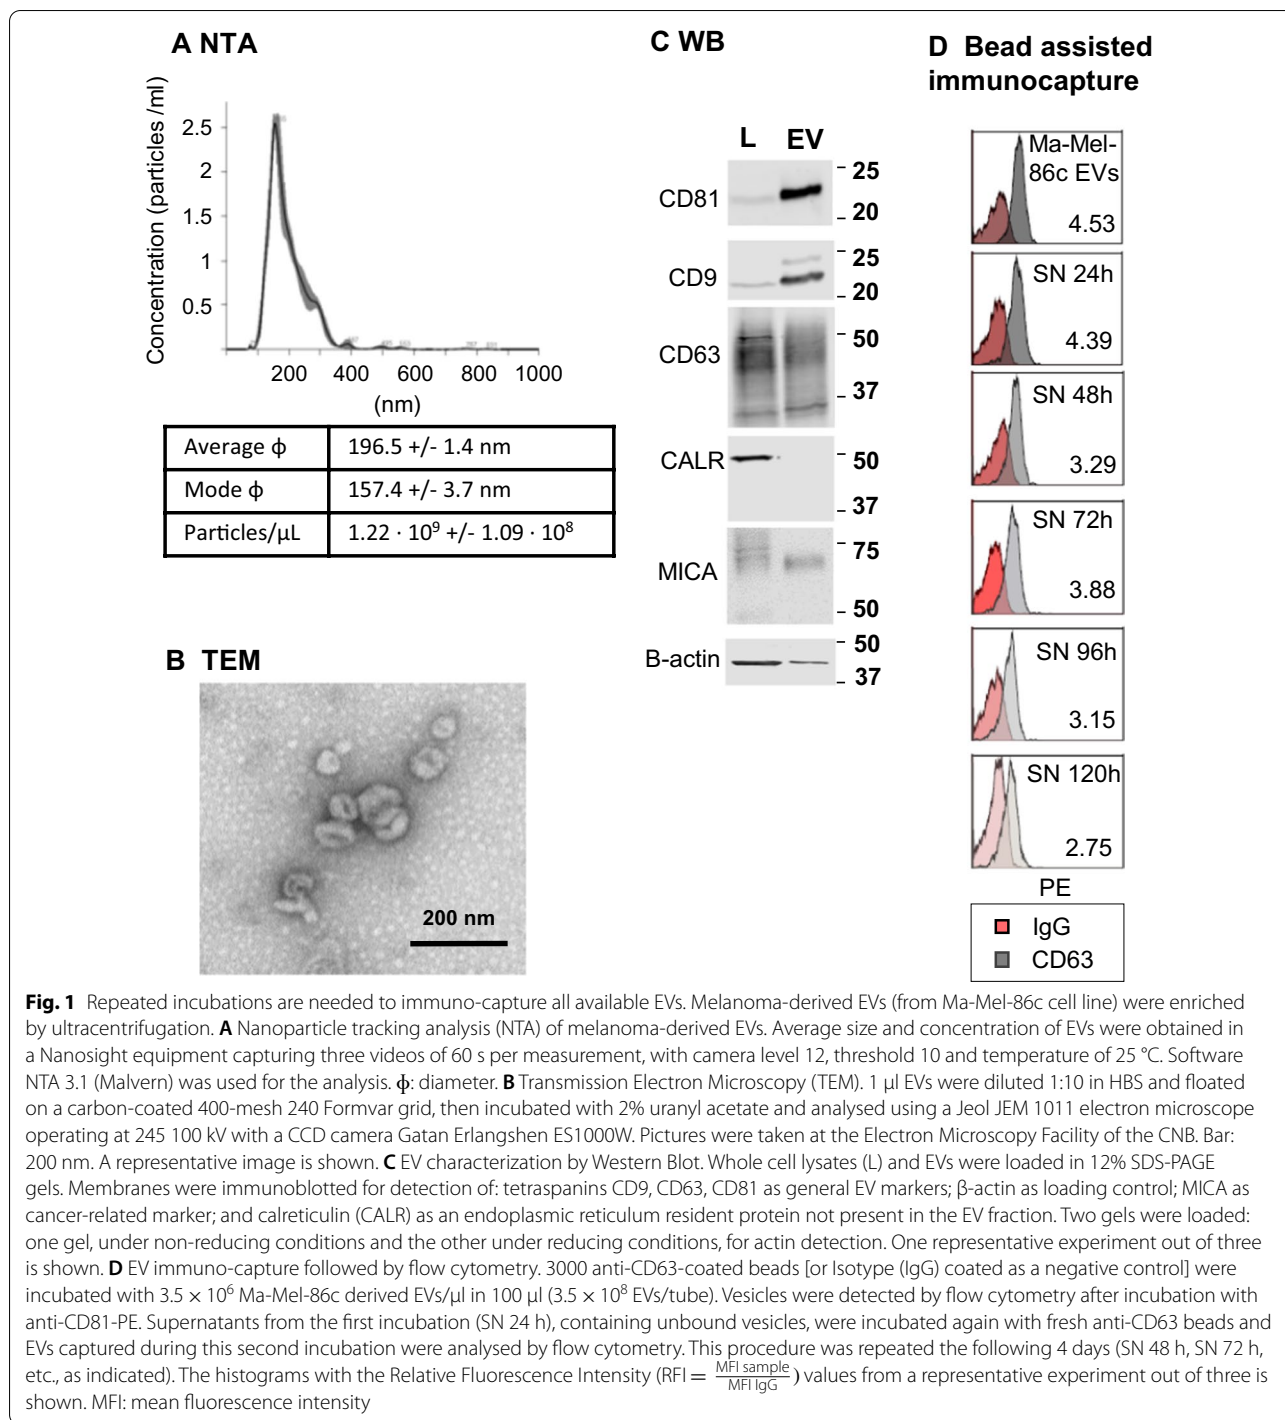 A NTA
Concentration (particles /ml)
2.5
2
1.5
1
0.5
200 400 600 800 1000
(nm)
Average ϕ 196.5 +/- 1.4 nm
Mode ϕ 157.4 +/- 3.7 nm
Particles/µL 1.22 · 10⁹ +/- 1.09 · 10⁸
B TEM
200 nm
C WB
L EV
CD81
25
20
CD9
25
20
CD63
50
37
CALR
50
37
MICA
75
50
B-actin
50
37
D Bead assisted
immunocapture
Ma-Mel-
86c EVs
4.53
SN 24h
4.39
SN 48h
3.29
SN 72h
3.88
SN 96h
3.15
SN 120h
2.75
PE
IgG
CD63
Fig. 1 Repeated incubations are needed to immuno-capture all available EVs. Melanoma-derived EVs (from Ma-Mel-86c cell line) were enriched
by ultracentrifugation. A Nanoparticle tracking analysis (NTA) of melanoma-derived EVs. Average size and concentration of EVs were obtained in
a Nanosight equipment capturing three videos of 60 s per measurement, with camera level 12, threshold 10 and temperature of 25 °C. Software
NTA 3.1 (Malvern) was used for the analysis. ϕ: diameter. B Transmission Electron Microscopy (TEM). 1 µl EVs were diluted 1:10 in HBS and floated
on a carbon-coated 400-mesh 240 Formvar grid, then incubated with 2% uranyl acetate and analysed using a Jeol JEM 1011 electron microscope
operating at 245 100 kV with a CCD camera Gatan Erlangshen ES1000W. Pictures were taken at the Electron Microscopy Facility of the CNB. Bar:
200 nm. A representative image is shown. C EV characterization by Western Blot. Whole cell lysates (L) and EVs were loaded in 12% SDS-PAGE
gels. Membranes were immunoblotted for detection of: tetraspanins CD9, CD63, CD81 as general EV markers; β-actin as loading control; MICA as
cancer-related marker; and calreticulin (CALR) as an endoplasmic reticulum resident protein not present in the EV fraction. Two gels were loaded:
one gel, under non-reducing conditions and the other under reducing conditions, for actin detection. One representative experiment out of three
is shown. D EV immuno-capture followed by flow cytometry. 3000 anti-CD63-coated beads [or Isotype (IgG) coated as a negative control] were
incubated with 3.5 × 10⁶ Ma-Mel-86c derived EVs/µl in 100 µl (3.5 × 10⁸ EVs/tube). Vesicles were detected by flow cytometry after incubation with
anti-CD81-PE. Supernatants from the first incubation (SN 24 h), containing unbound vesicles, were incubated again with fresh anti-CD63 beads and
EVs captured during this second incubation were analysed by flow cytometry. This procedure was repeated the following 4 days (SN 48 h, SN 72 h,
etc., as indicated). The histograms with the Relative Fluorescence Intensity (RFI = MFI sample / MFI IgG) values from a representative experiment out of three is
shown. MFI: mean fluorescence intensity